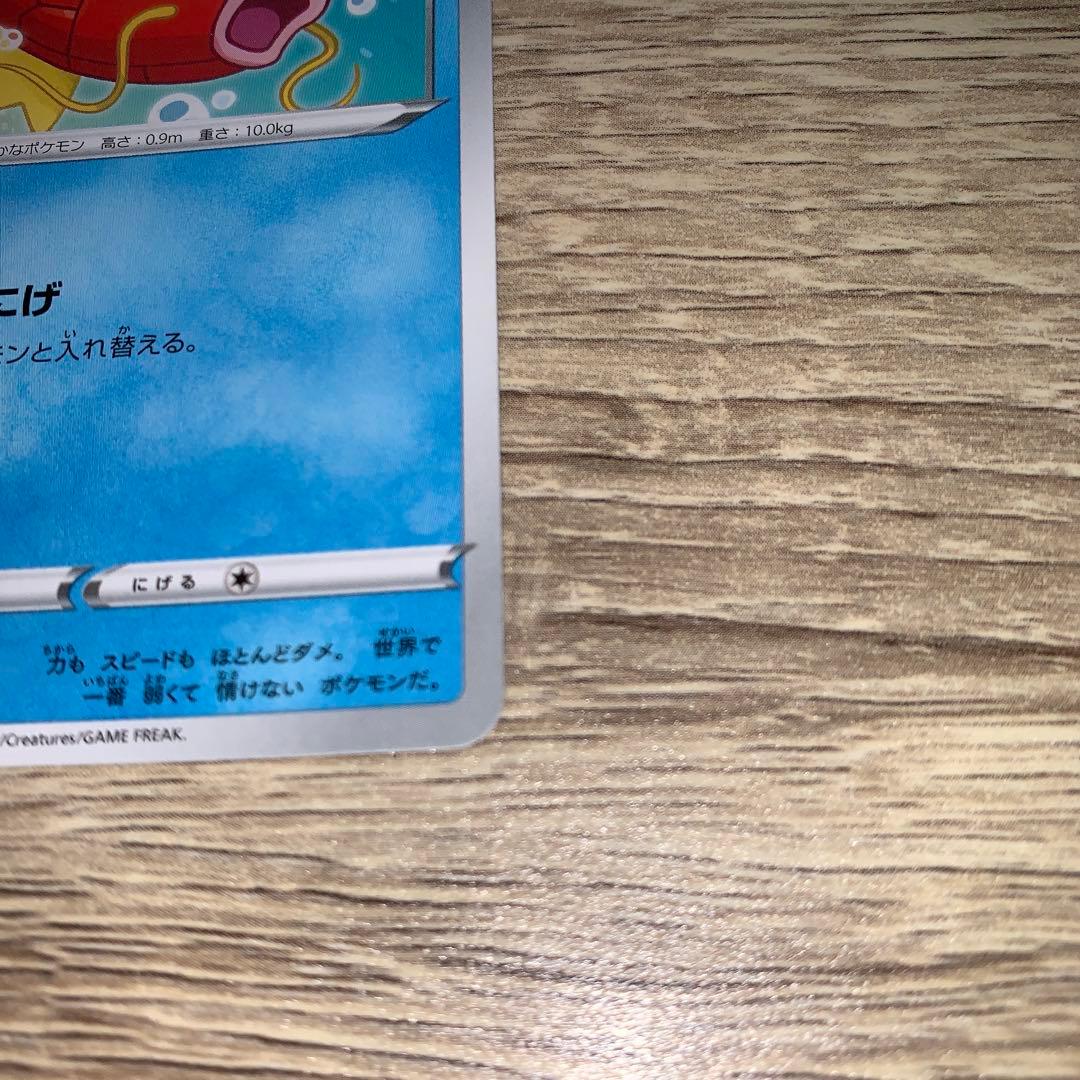 かなポケモン 高さ：0.9m 重さ：10.0kg
にげ
モンと入れ替える。
にげる
力も スピードも ほとんどダメ。 世界で
一番 弱くて 情けない ポケモンだ。
/Creatures/GAME FREAK.